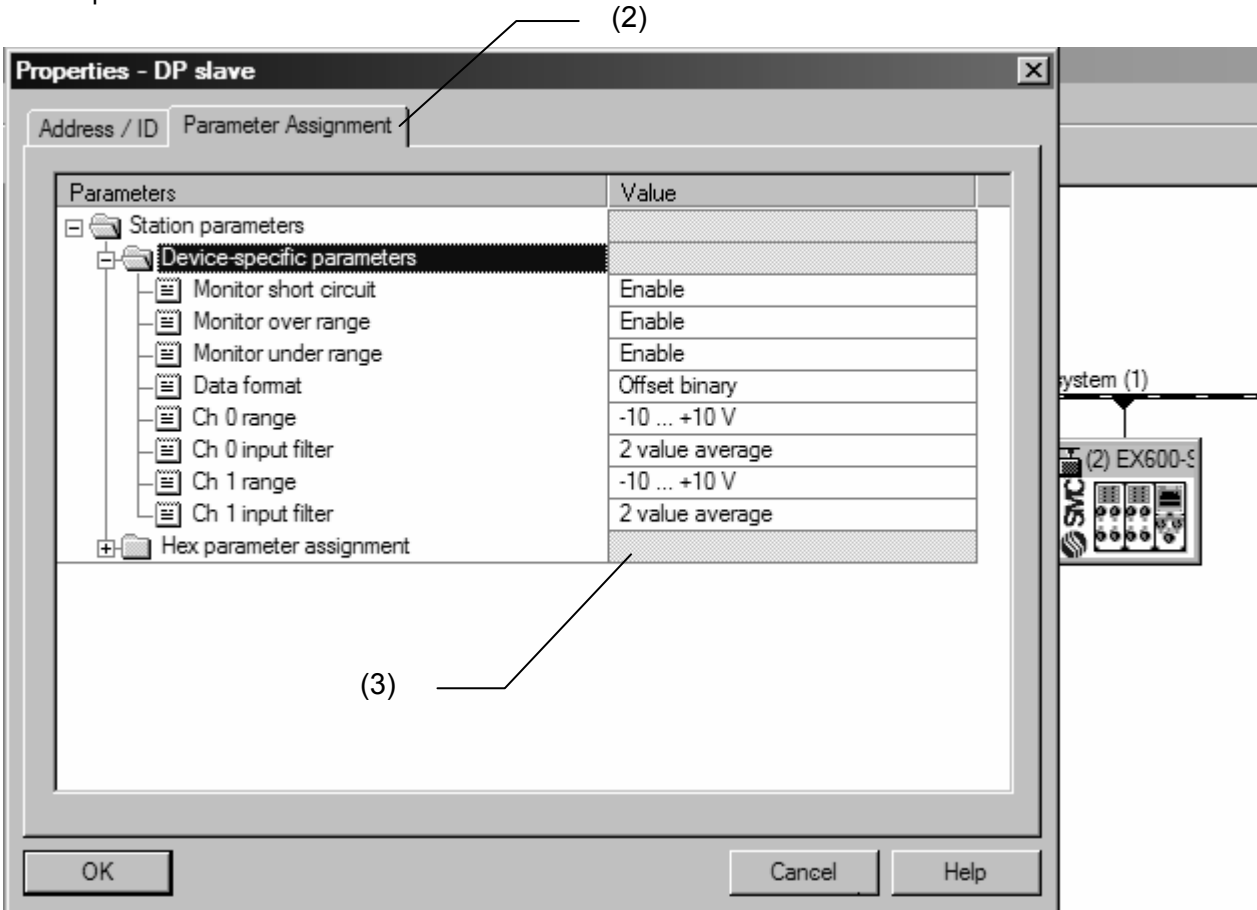 (2)
Properties - DP slave
Address / ID Parameter Assignment
Parameters Value
Station parameters
Device-specific parameters
Monitor short circuit Enable
Monitor over range Enable
Monitor under range Enable
Data format Offset binary
Ch 0 range -10 ... +10 V
Ch 0 input filter 2 value average
Ch 1 range -10 ... +10 V
Ch 1 input filter 2 value average
Hex parameter assignment
ystem (1)
(2) EX600-S
SMC
(3)
OK Cancel Help